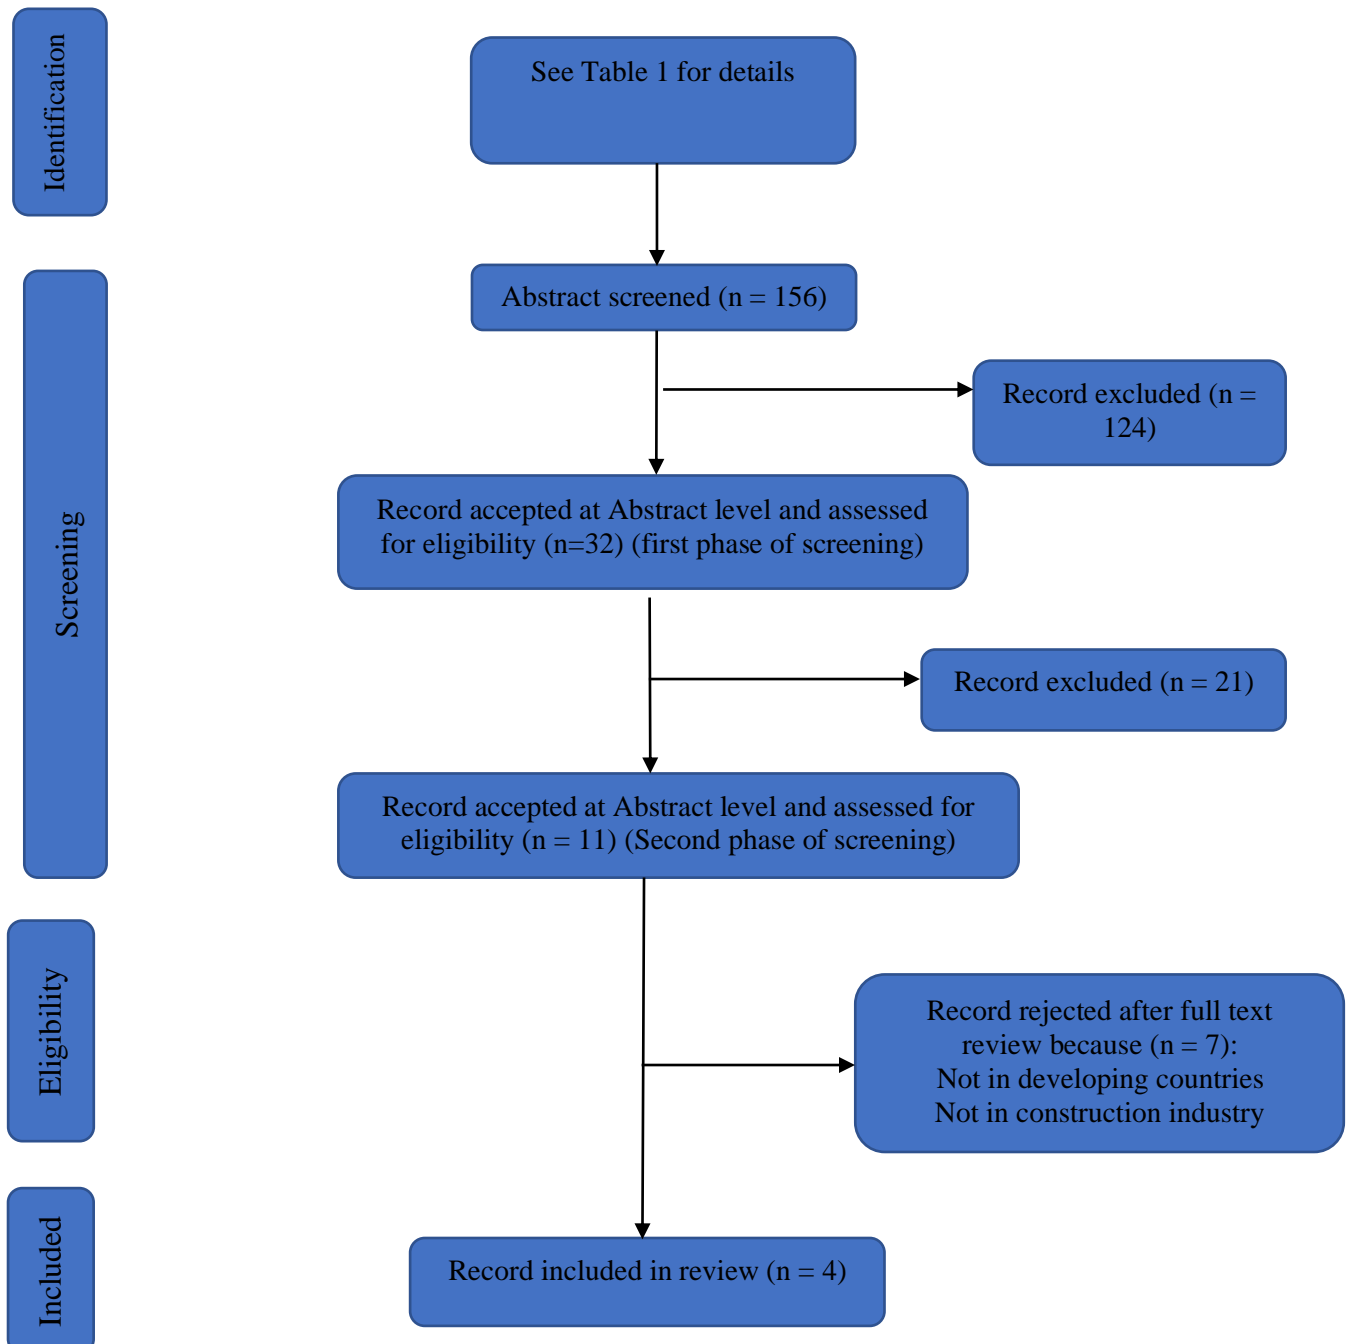 Identification
See Table 1 for details
Screening
Abstract screened (n = 156)
Record excluded (n =
124)
Record accepted at Abstract level and assessed
for eligibility (n=32) (first phase of screening)
Record excluded (n = 21)
Record accepted at Abstract level and assessed for
eligibility (n = 11) (Second phase of screening)
Eligibility
Record rejected after full text
review because (n = 7):
Not in developing countries
Not in construction industry
Included
Record included in review (n = 4)